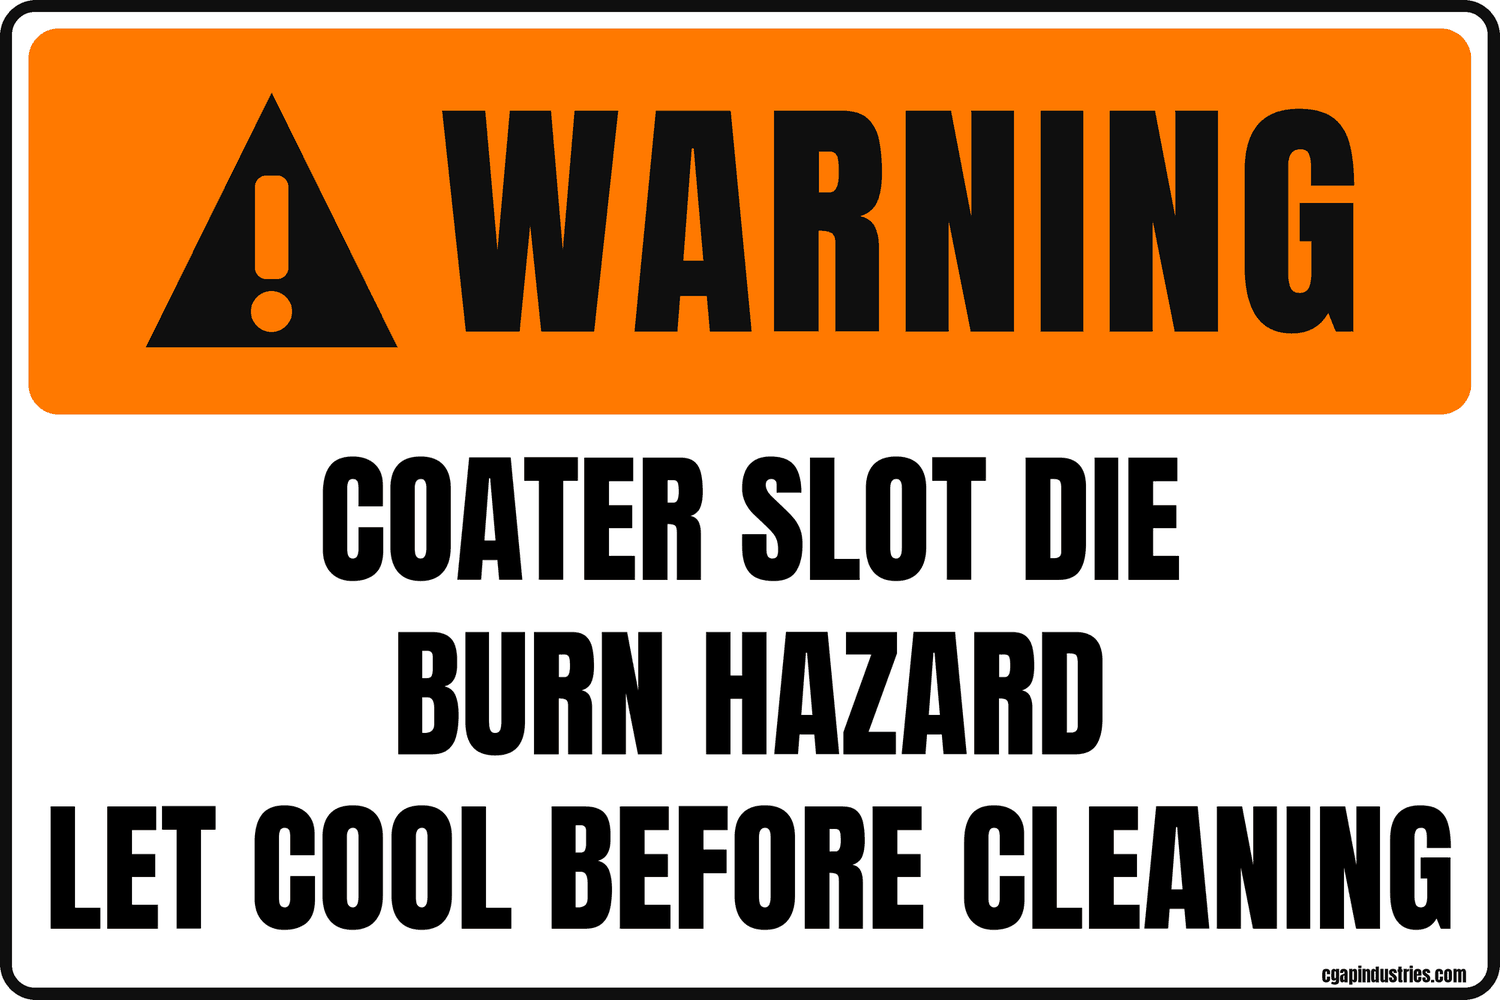 WARNING
COATER SLOT DIE
BURN HAZARD
LET COOL BEFORE CLEANING
cgapindustries.com